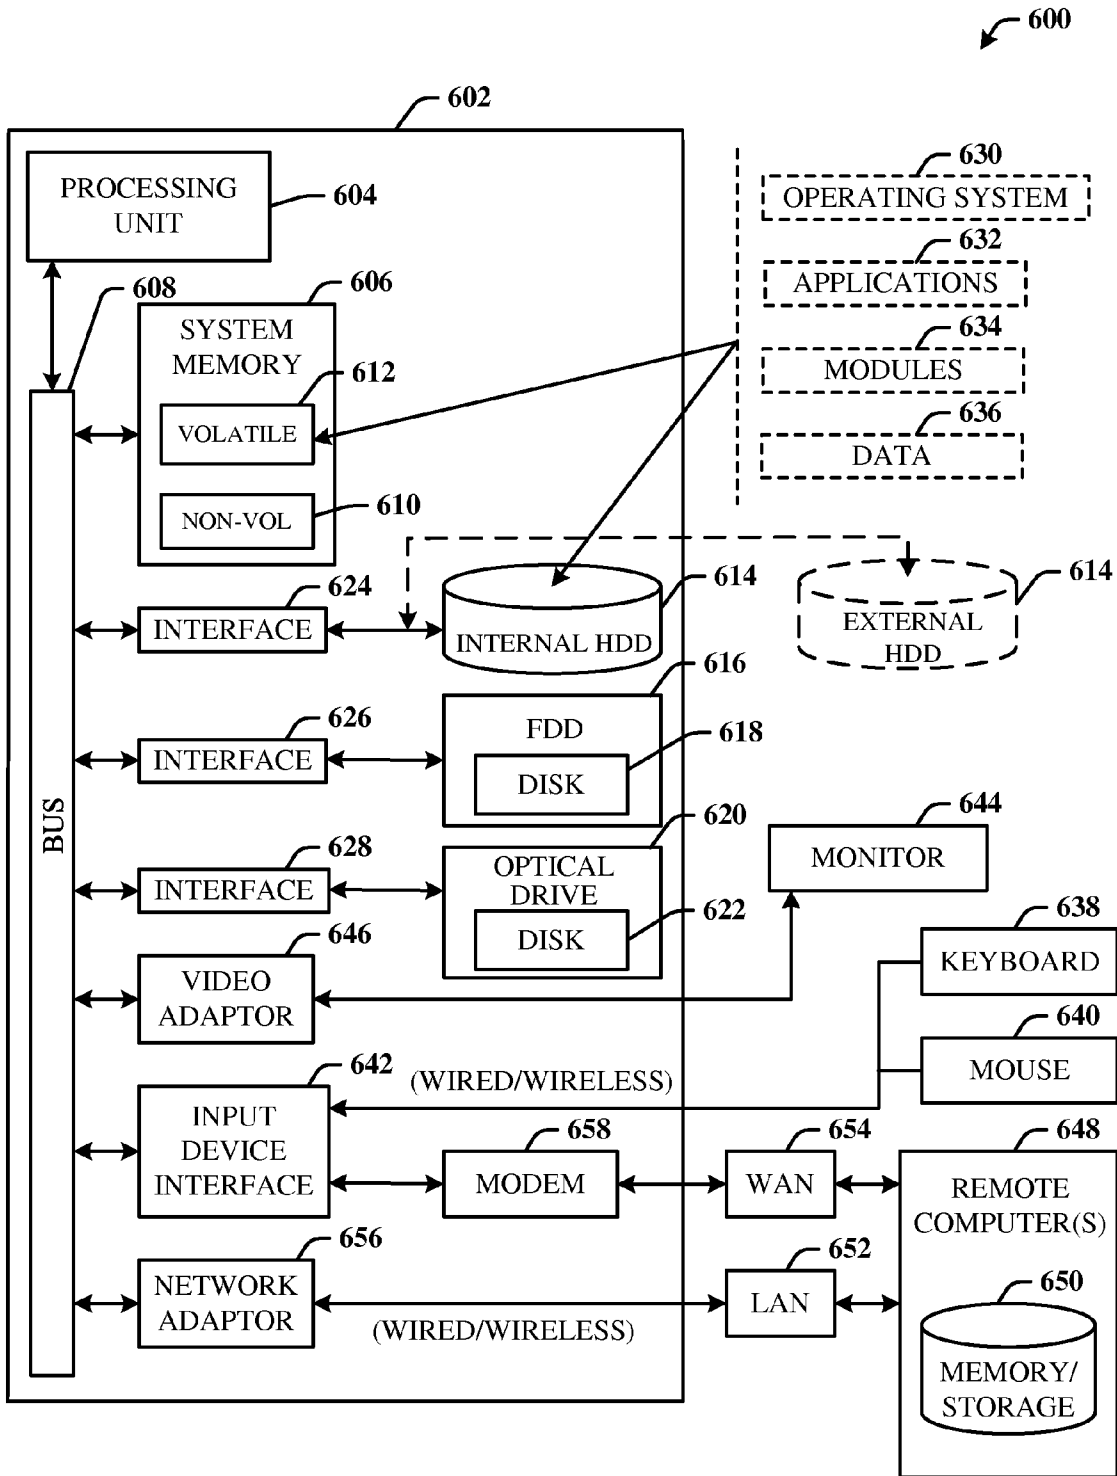 600
602
PROCESSING
UNIT
604
608
606
SYSTEM
MEMORY
612
VOLATILE
610
NON-VOL
630
OPERATING SYSTEM
632
APPLICATIONS
634
MODULES
636
DATA
624
INTERFACE
614
INTERNAL HDD
614
EXTERNAL
HDD
616
FDD
618
DISK
626
INTERFACE
BUS
620
OPTICAL
DRIVE
622
DISK
628
INTERFACE
644
MONITOR
646
VIDEO
ADAPTOR
638
KEYBOARD
640
MOUSE
642
INPUT
DEVICE
INTERFACE
(WIRED/WIRELESS)
658
MODEM
654
WAN
648
REMOTE
COMPUTER(S)
656
NETWORK
ADAPTOR
(WIRED/WIRELESS)
652
LAN
650
MEMORY/
STORAGE